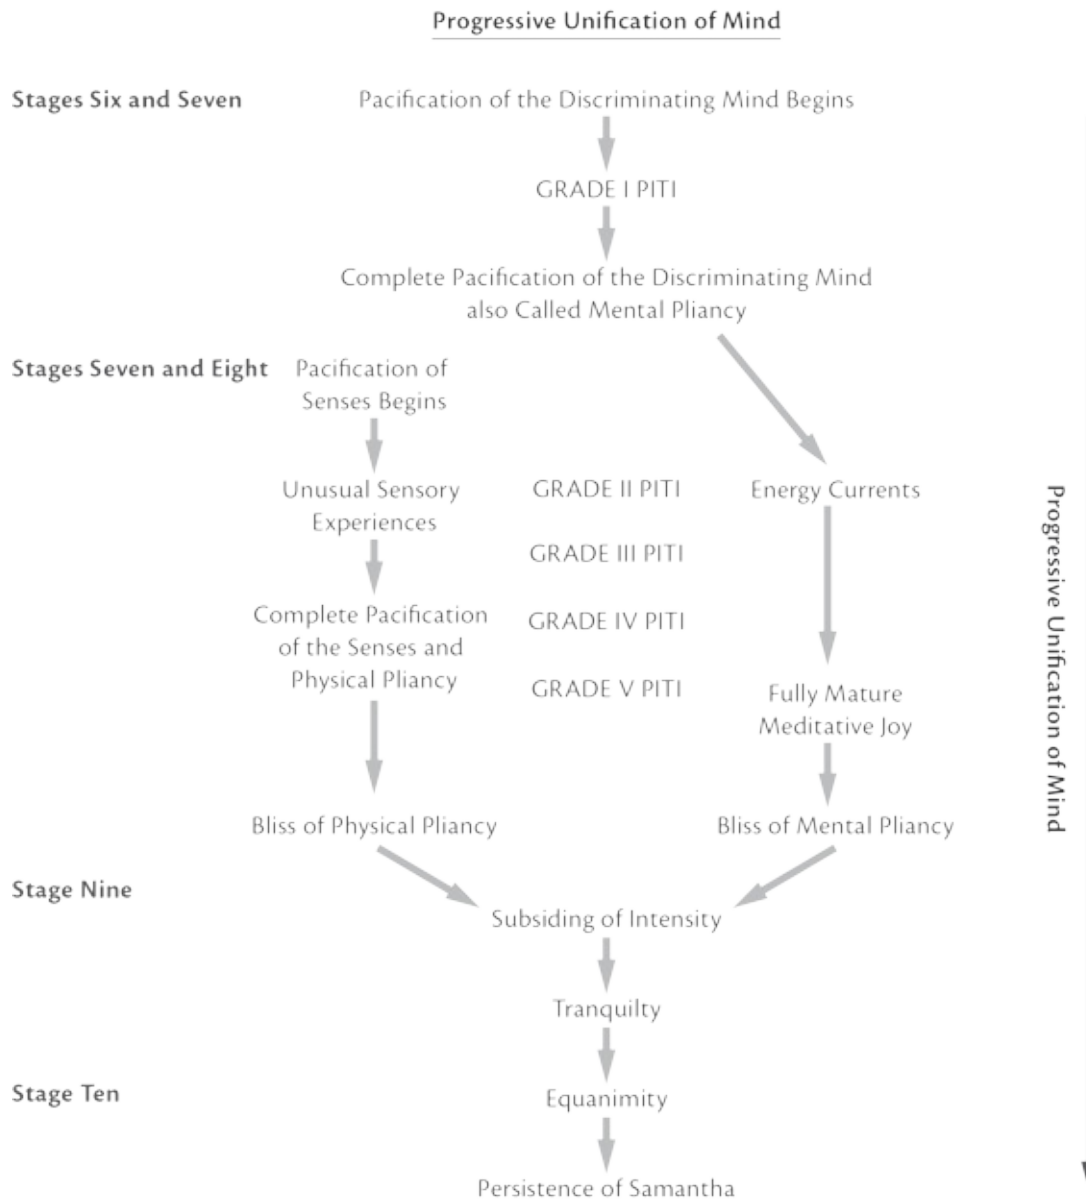 Progressive Unification of Mind
Stages Six and Seven
Pacification of the Discriminating Mind Begins
GRADE I PITI
Complete Pacification of the Discriminating Mind
also Called Mental Pliancy
Stages Seven and Eight
Pacification of
Senses Begins
Unusual Sensory
Experiences
GRADE II PITI
Energy Currents
GRADE III PITI
Complete Pacification
of the Senses and
Physical Pliancy
GRADE IV PITI
GRADE V PITI
Fully Mature
Meditative Joy
Bliss of Physical Pliancy
Bliss of Mental Pliancy
Progressive Unification of Mind
Stage Nine
Subsiding of Intensity
Tranquilty
Stage Ten
Equanimity
Persistence of Samantha